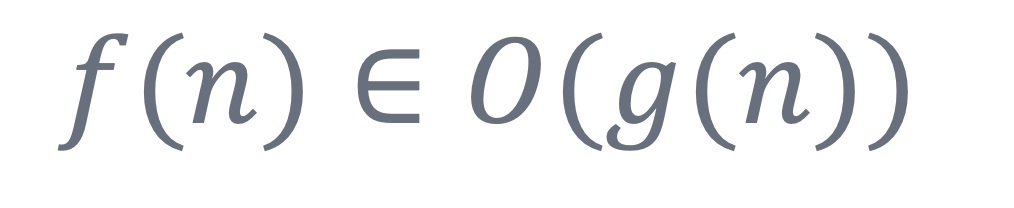 f(n) ∈ O(g(n))